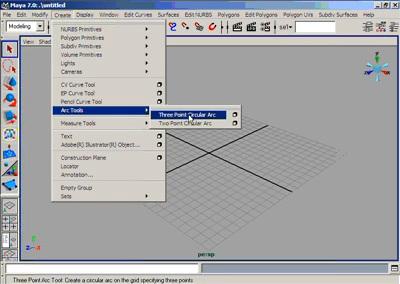 Maya 7.0: .\untitled
File Edit Modify Create Display Window Edit Curves Surfaces Edit NURBS Polygons Edit Polygons Polygon Uvs Subdiv Surfaces Help
Modeling
View Shadi
NURBS Primitives
Polygon Primitives
Subdiv Primitives
Volume Primitives
Lights
Cameras
CV Curve Tool
EP Curve Tool
Pencil Curve Tool
Arc Tools
Three Point Circular Arc
Two Point Circular Arc
Measure Tools
Text
Adobe(R) Illustrator(R) Object...
Construction Plane
Locator
Annotation...
Empty Group
Sets
persp
Three Point Arc Tool: Create a circular arc on the grid specifying three points